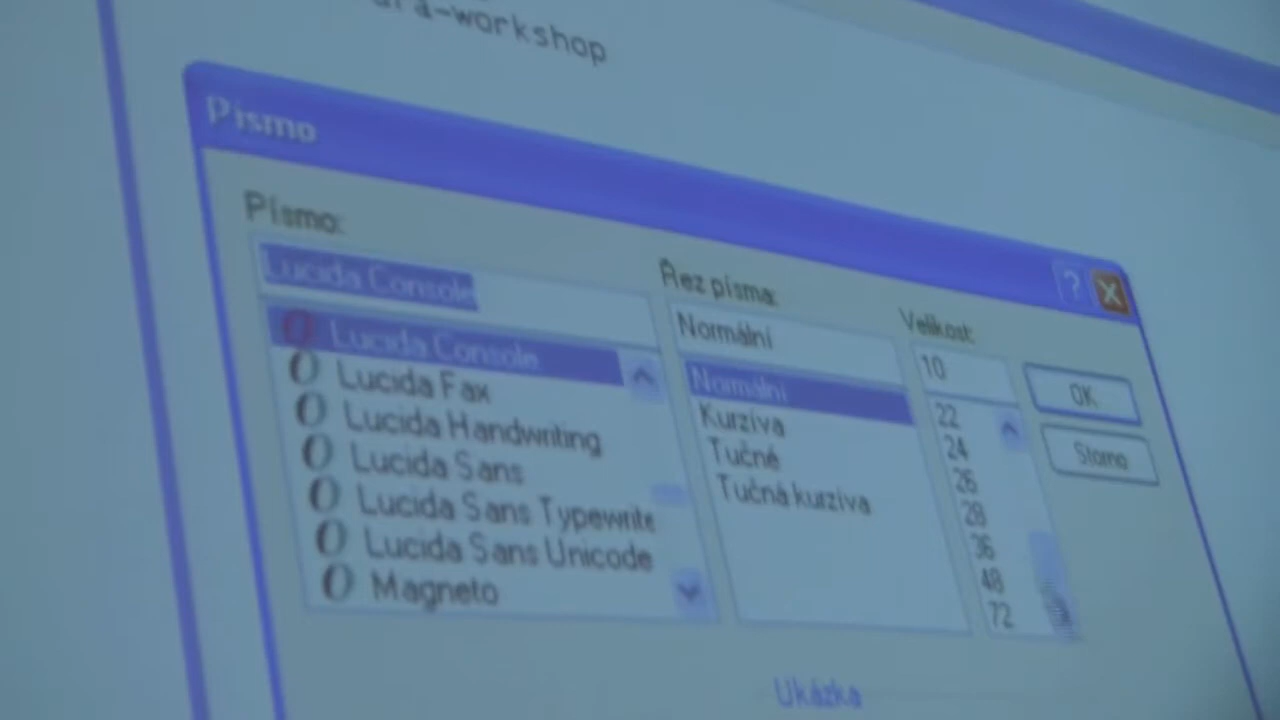 a-workshop
Písmo
Písmo:
Lucida Console
Lucida Console
Lucida Fax
Lucida Handwriting
Lucida Sans
Lucida Sans Typewrite
Lucida Sans Unicode
Magneto
Řez písma:
Normální
Normální
Kurzíva
Tučné
Tučná kurzíva
Velikost:
10
22
24
26
28
36
48
72
?
OK
Storno
Ukázka